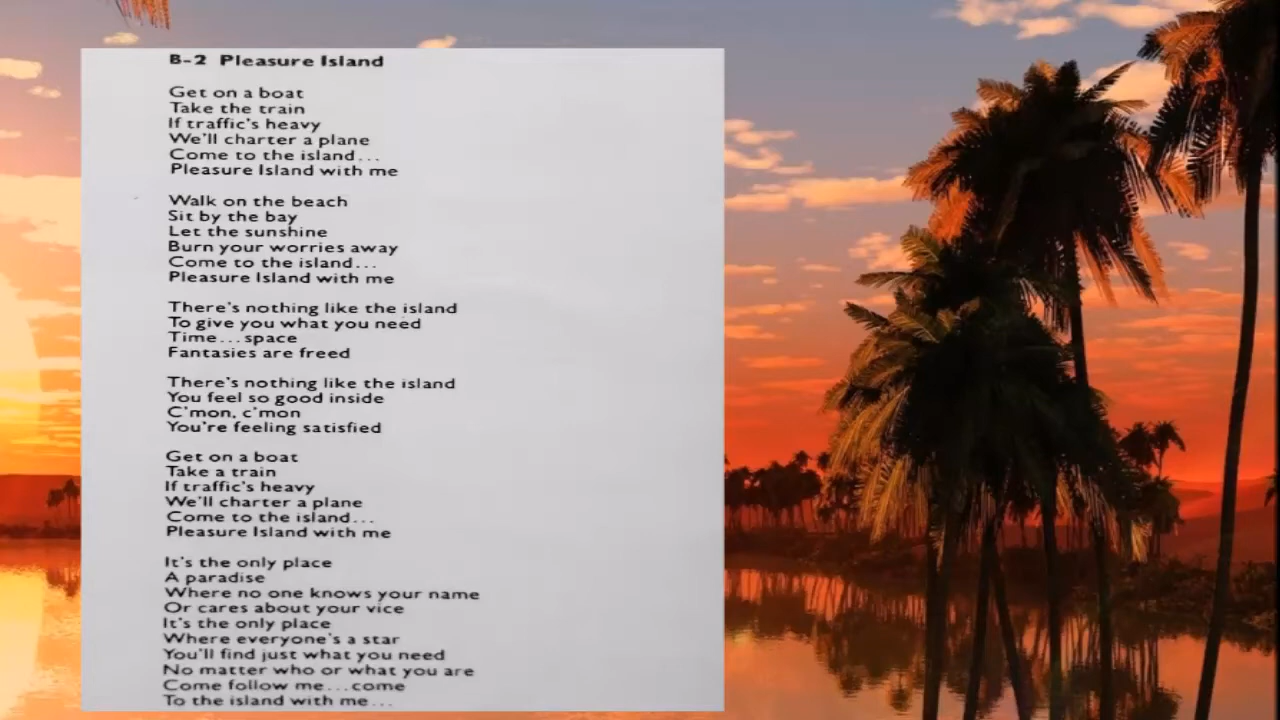 B-2 Pleasure Island
Get on a boat
Take the train
If traffic's heavy
We'll charter a plane
Come to the island...
Pleasure Island with me
Walk on the beach
Sit by the bay
Let the sunshine
Burn your worries away
Come to the island...
Pleasure Island with me
There's nothing like the island
To give you what you need
Time...space
Fantasies are freed
There's nothing like the island
You feel so good inside
C'mon, c'mon
You're feeling satisfied
Get on a boat
Take a train
If traffic's heavy
We'll charter a plane
Come to the island...
Pleasure Island with me
It's the only place
A paradise
Where no one knows your name
Or cares about your vice
It's the only place
Where everyone's a star
You'll find just what you need
No matter who or what you are
Come follow me...come
To the island with me...